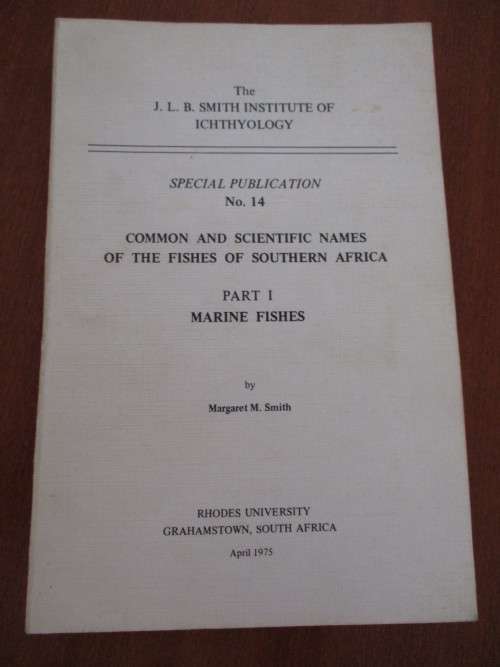 The
J. L. B. SMITH INSTITUTE OF
ICHTHYOLOGY
SPECIAL PUBLICATION
No. 14
COMMON AND SCIENTIFIC NAMES
OF THE FISHES OF SOUTHERN AFRICA
PART I
MARINE FISHES
by
Margaret M. Smith
RHODES UNIVERSITY
GRAHAMSTOWN, SOUTH AFRICA
April 1975